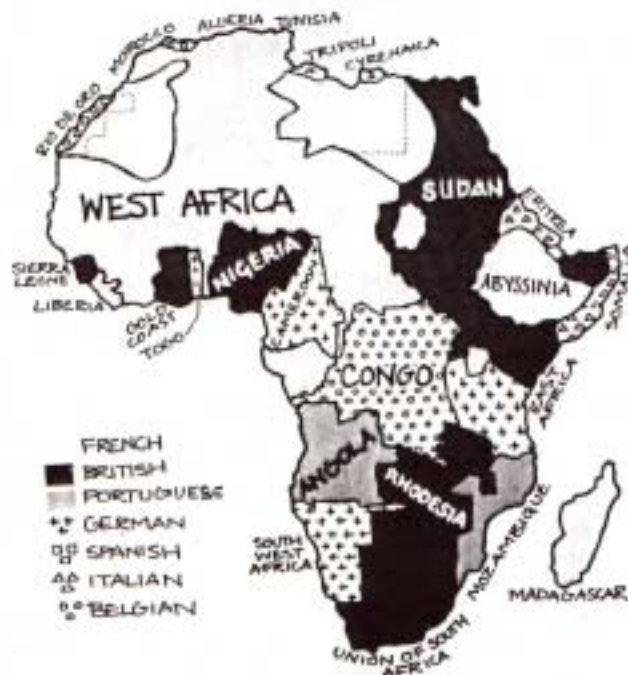 MOROCCO
ALGERIA
TUNISIA
TRIPOLI
CYRENAICA
RIO DE ORO
WEST AFRICA
SUDAN
ERITREA
NIGERIA
ABYSSINIA
SOMALIA
SIERRA
LEONE
LIBERIA
GOLD
COAST
TOGO
CAMEROON
CONGO
EAST
AFRICA
ANGOLA
RHODESIA
MOZAMBIQUE
SOUTH
WEST
AFRICA
MADAGASCAR
UNION OF SOUTH
AFRICA
FRENCH
BRITISH
PORTUGUESE
GERMAN
SPANISH
ITALIAN
BELGIAN